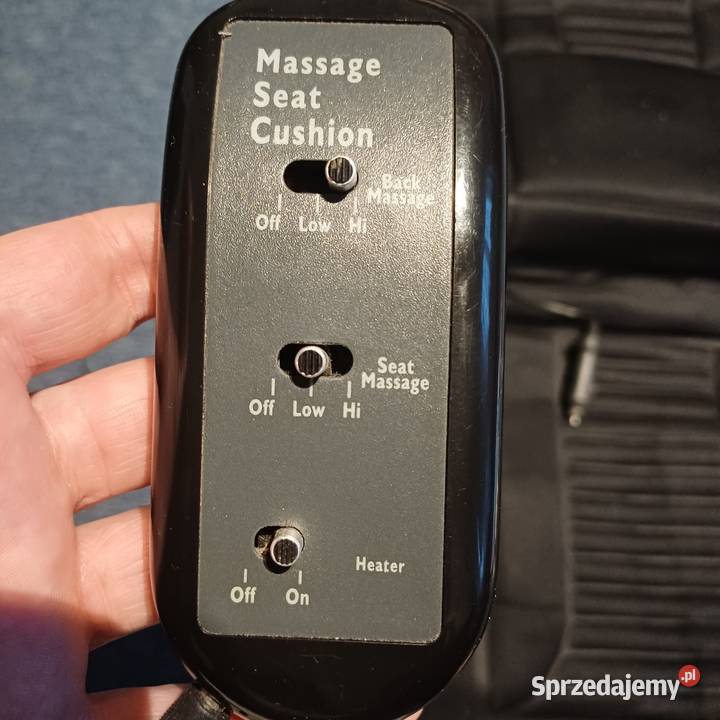 Massage
Seat
Cushion
Back
Massage
Off Low Hi
Seat
Massage
Off Low Hi
Heater
Off On
Sprzedajemy.pl